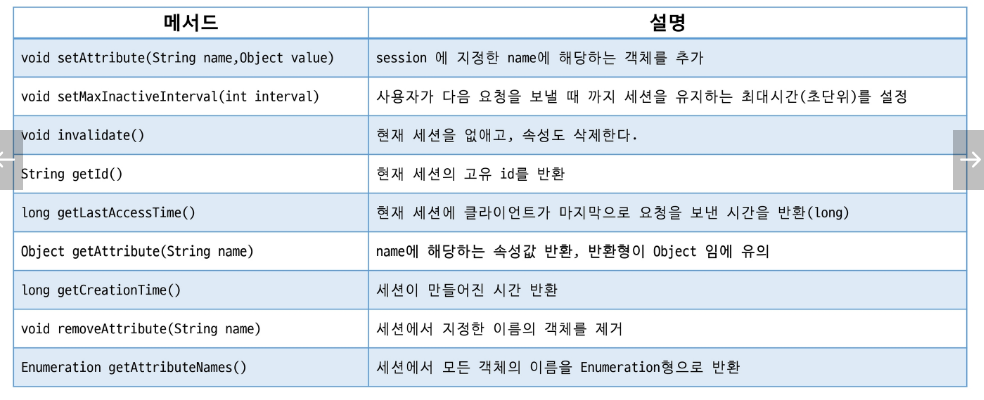 메서드 설명
void setAttribute(String name,Object value) session 에 지정한 name에 해당하는 객체를 추가
void setMaxInactiveInterval(int interval) 사용자가 다음 요청을 보낼 때 까지 세션을 유지하는 최대시간(초단위)를 설정
void invalidate() 현재 세션을 없애고, 속성도 삭제한다.
String getId() 현재 세션의 고유 id를 반환
long getLastAccessTime() 현재 세션에 클라이언트가 마지막으로 요청을 보낸 시간을 반환(long)
Object getAttribute(String name) name에 해당하는 속성값 반환, 반환형이 Object 임에 유의
long getCreationTime() 세션이 만들어진 시간 반환
void removeAttribute(String name) 세션에서 지정한 이름의 객체를 제거
Enumeration getAttributeNames() 세션에서 모든 객체의 이름을 Enumeration형으로 반환